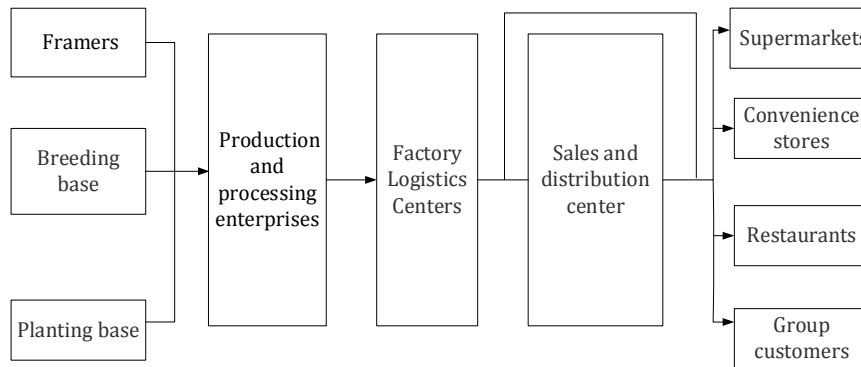 Framers
Breeding
base
Planting base
Production
and
processing
enterprises
Factory
Logistics
Centers
Sales and
distribution
center
Supermarkets
Convenience
stores
Restaurants
Group
customers